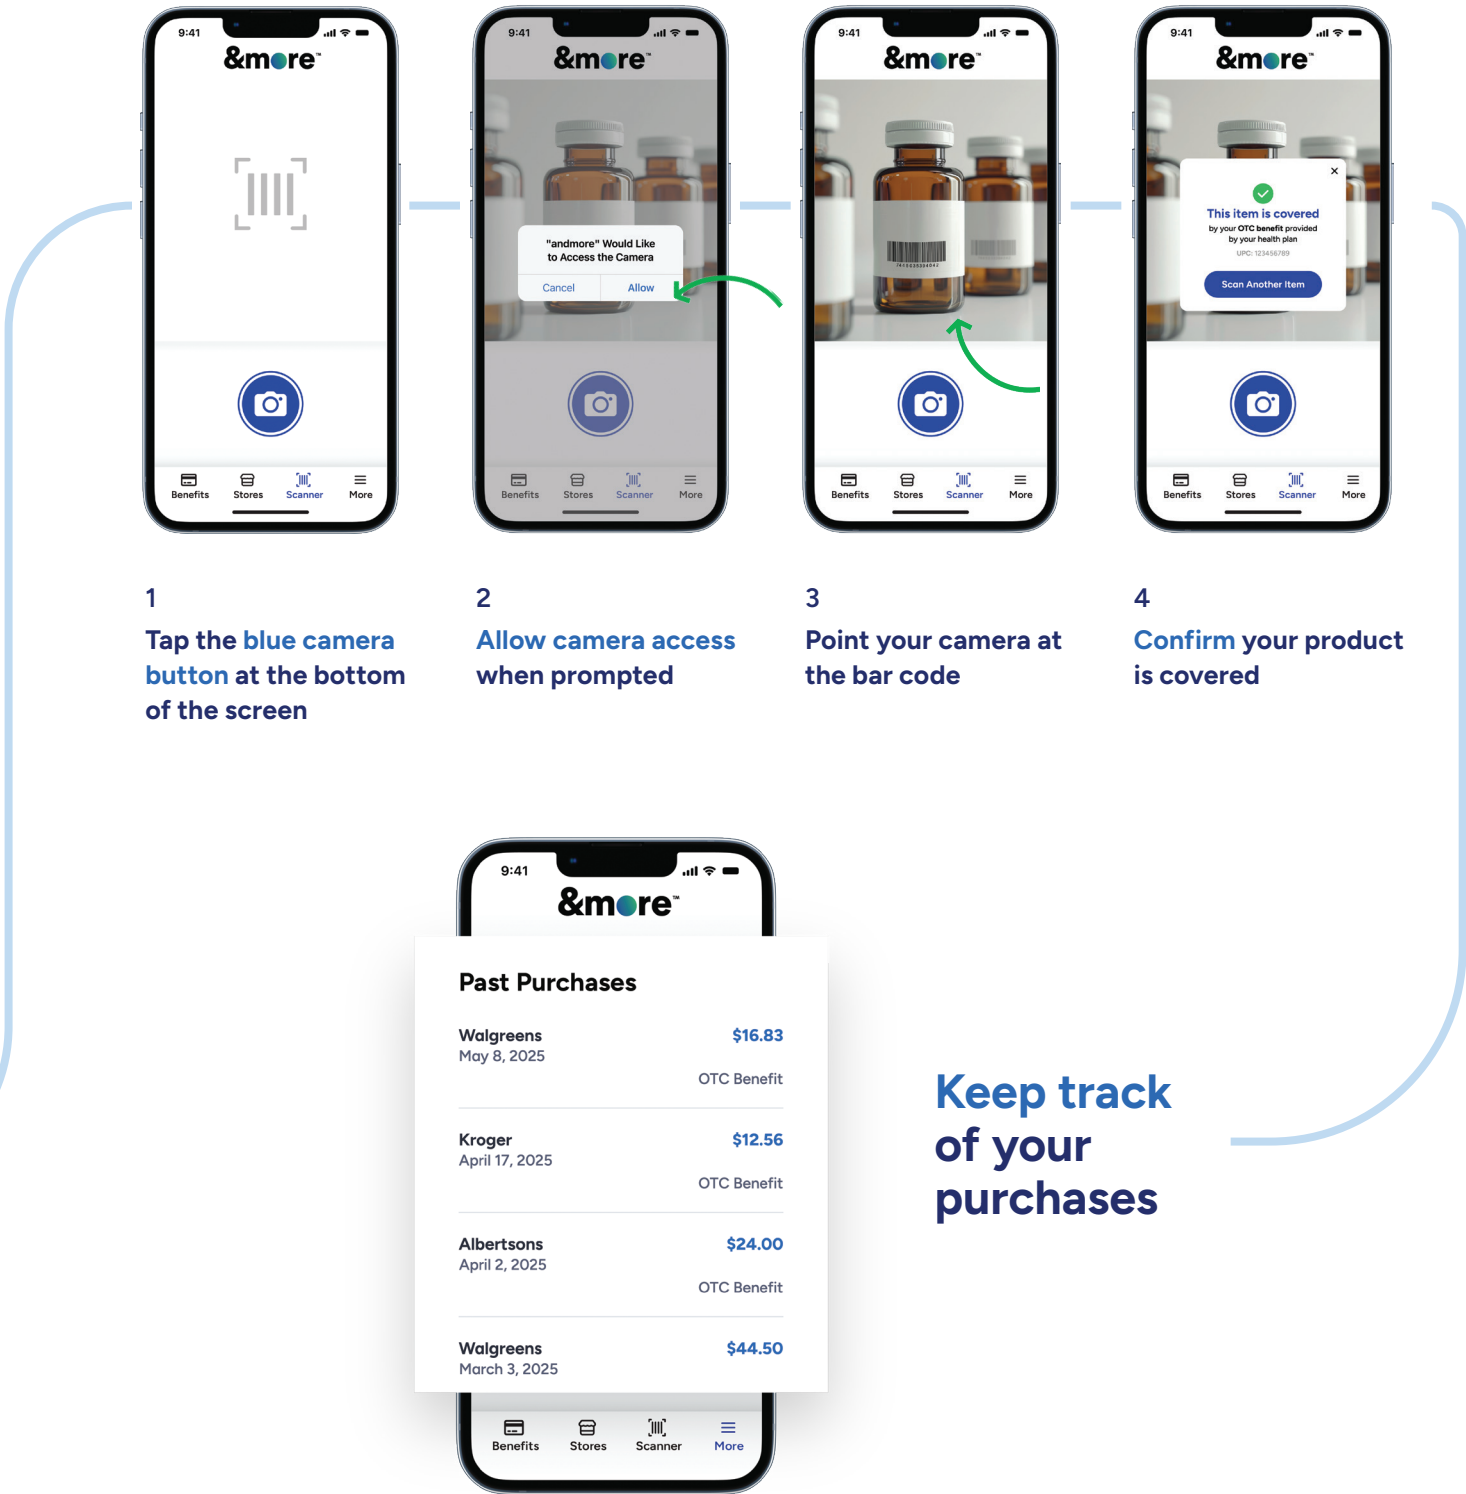 9:41
&more™
Benefits
Stores
Scanner
More
9:41
&more™
"andmore" Would Like
to Access the Camera
Cancel
Allow
Benefits
Stores
Scanner
More
9:41
&more™
Benefits
Stores
Scanner
More
9:41
&more™
This item is covered
by your OTC benefit provided
by your health plan
UPC: 123456789
Scan Another Item
Benefits
Stores
Scanner
More
1
Tap the blue camera
button at the bottom
of the screen
2
Allow camera access
when prompted
3
Point your camera at
the bar code
4
Confirm your product
is covered
9:41
&more™
Past Purchases
Walgreens $16.83
May 8, 2025
OTC Benefit
Kroger $12.56
April 17, 2025
OTC Benefit
Albertsons $24.00
April 2, 2025
OTC Benefit
Walgreens $44.50
March 3, 2025
Benefits
Stores
Scanner
More
Keep track
of your
purchases